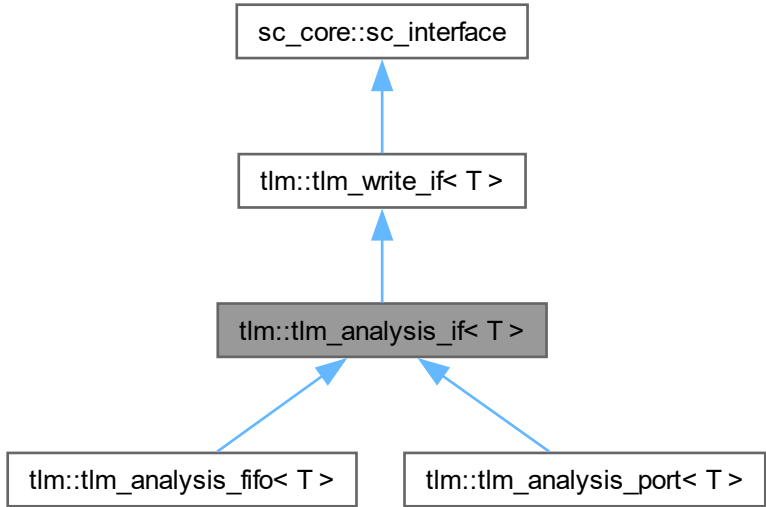 sc_core::sc_interface
tlm::tlm_write_if< T >
tlm::tlm_analysis_if< T >
tlm::tlm_analysis_fifo< T >
tlm::tlm_analysis_port< T >